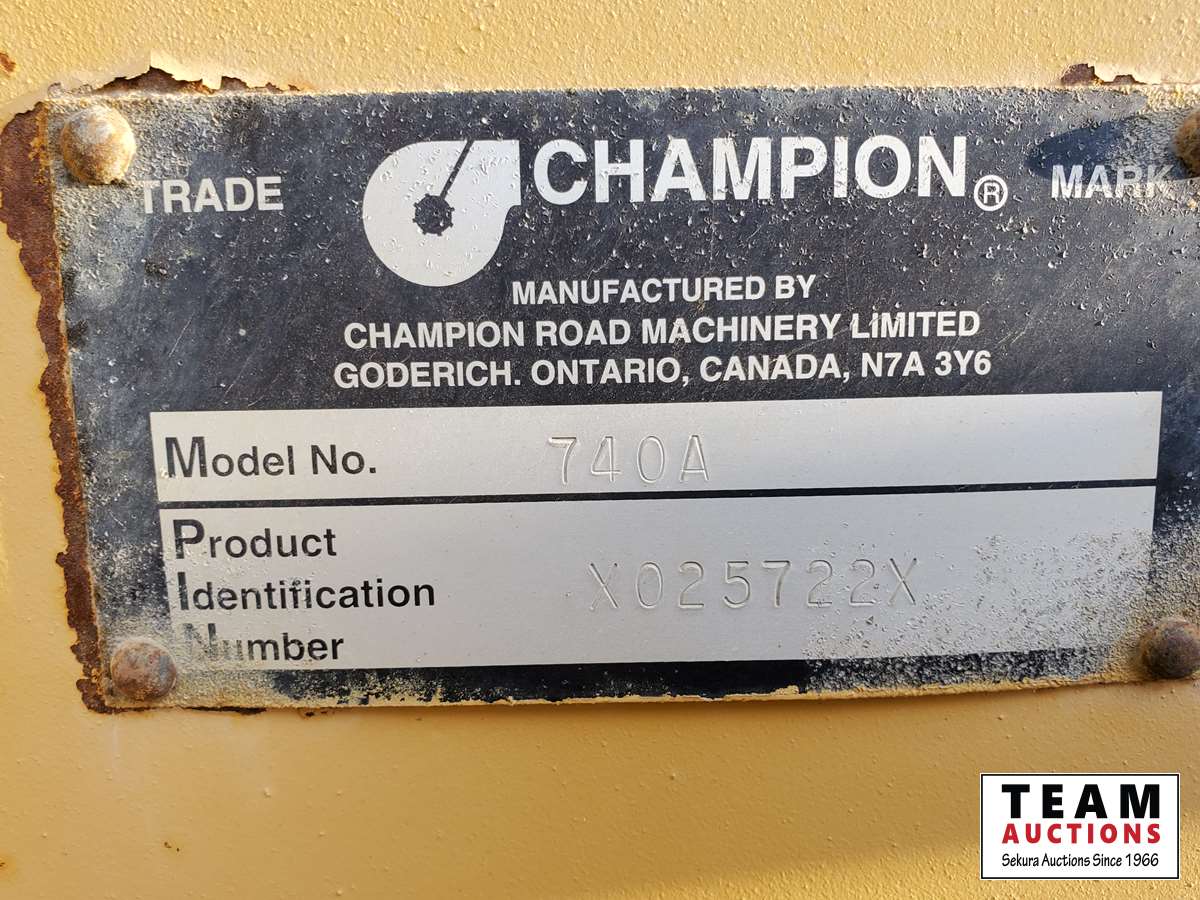 TRADE CHAMPION® MARK
MANUFACTURED BY
CHAMPION ROAD MACHINERY LIMITED
GODERICH. ONTARIO, CANADA, N7A 3Y6
Model No. 740A
Product
Identification X025722X
Number
TEAM
AUCTIONS
Sekura Auctions Since 1966